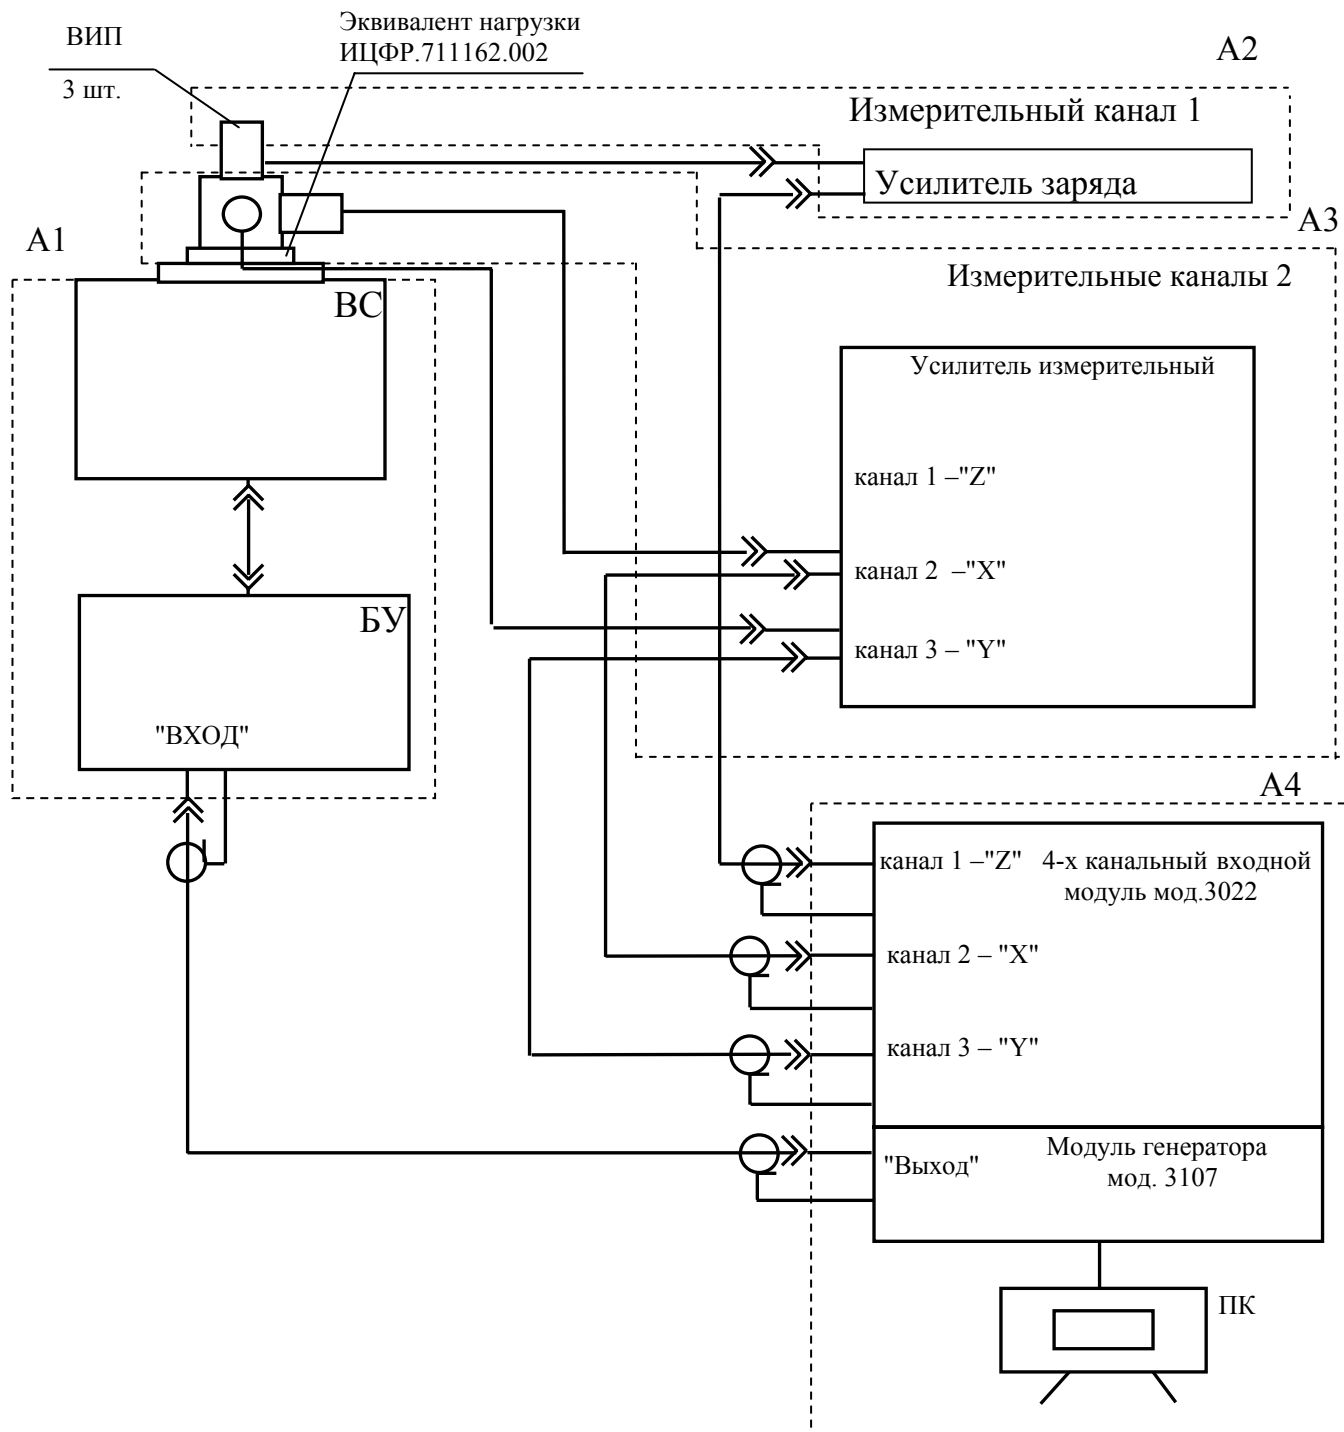 ВИП
3 шт.
Эквивалент нагрузки
ИЦФР.711162.002
А2
Измерительный канал 1
Усилитель заряда
А3
А1
Измерительные каналы 2
ВС
Усилитель измерительный
канал 1 –"Z"
канал 2 –"X"
канал 3 – "Y"
БУ
"ВХОД"
А4
канал 1 –"Z" 4-х канальный входной
модуль мод.3022
канал 2 – "X"
канал 3 – "Y"
"Выход"
Модуль генератора
мод. 3107
ПК